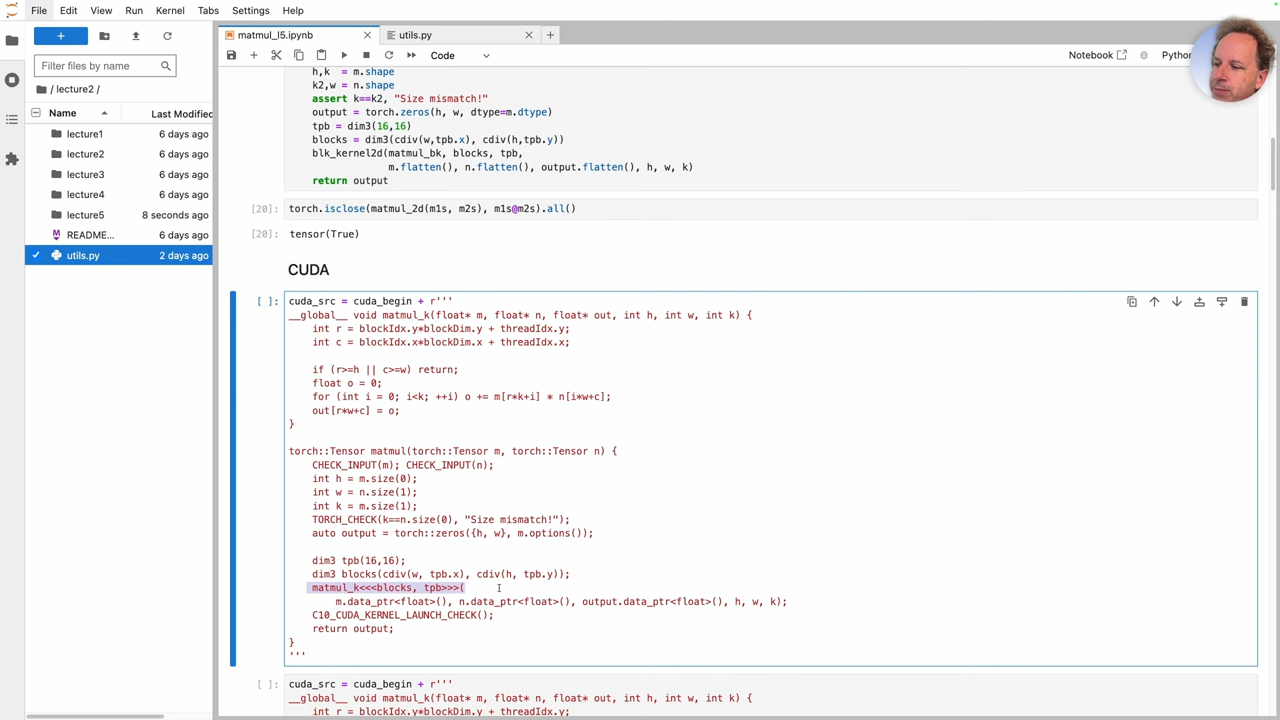 File Edit View Run Kernel Tabs Settings Help
matmul_l5.ipynb
utils.py
Filter files by name
/ lecture2 /
Name Last Modified
lecture1 6 days ago
lecture2 6 days ago
lecture3 6 days ago
lecture4 6 days ago
lecture5 8 seconds ago
README... 6 days ago
utils.py 2 days ago
Code
Notebook
h,k  = m.shape
k2,w = n.shape
assert k==k2, "Size mismatch!"
output = torch.zeros(h, w, dtype=m.dtype)
tpb = dim3(16,16)
blocks = dim3(cdiv(w,tpb.x), cdiv(h,tpb.y))
blk_kernel2d(matmul_bk, blocks, tpb,
m.flatten(), n.flatten(), output.flatten(), h, w, k)
return output
[20]: torch.isclose(matmul_2d(m1s, m2s), m1s@m2s).all()
[20]: tensor(True)
CUDA
[ ]: cuda_src = cuda_begin + r'''
__global__ void matmul_k(float* m, float* n, float* out, int h, int w, int k) {
int r = blockIdx.y*blockDim.y + threadIdx.y;
int c = blockIdx.x*blockDim.x + threadIdx.x;
if (r>=h || c>=w) return;
float o = 0;
for (int i = 0; i<k; ++i) o += m[r*k+i] * n[i*w+c];
out[r*w+c] = o;
}
torch::Tensor matmul(torch::Tensor m, torch::Tensor n) {
CHECK_INPUT(m); CHECK_INPUT(n);
int h = m.size(0);
int w = n.size(1);
int k = m.size(1);
TORCH_CHECK(k==n.size(0), "Size mismatch!");
auto output = torch::zeros({h, w}, m.options());
dim3 tpb(16,16);
dim3 blocks(cdiv(w, tpb.x), cdiv(h, tpb.y));
matmul_k<<<blocks, tpb>>>(
m.data_ptr<float>(), n.data_ptr<float>(), output.data_ptr<float>(), h, w, k);
C10_CUDA_KERNEL_LAUNCH_CHECK();
return output;
}
'''
[ ]: cuda_src = cuda_begin + r'''
__global__ void matmul_k(float* m, float* n, float* out, int h, int w, int k) {
int r = blockIdx.y*blockDim.y + threadIdx.y;